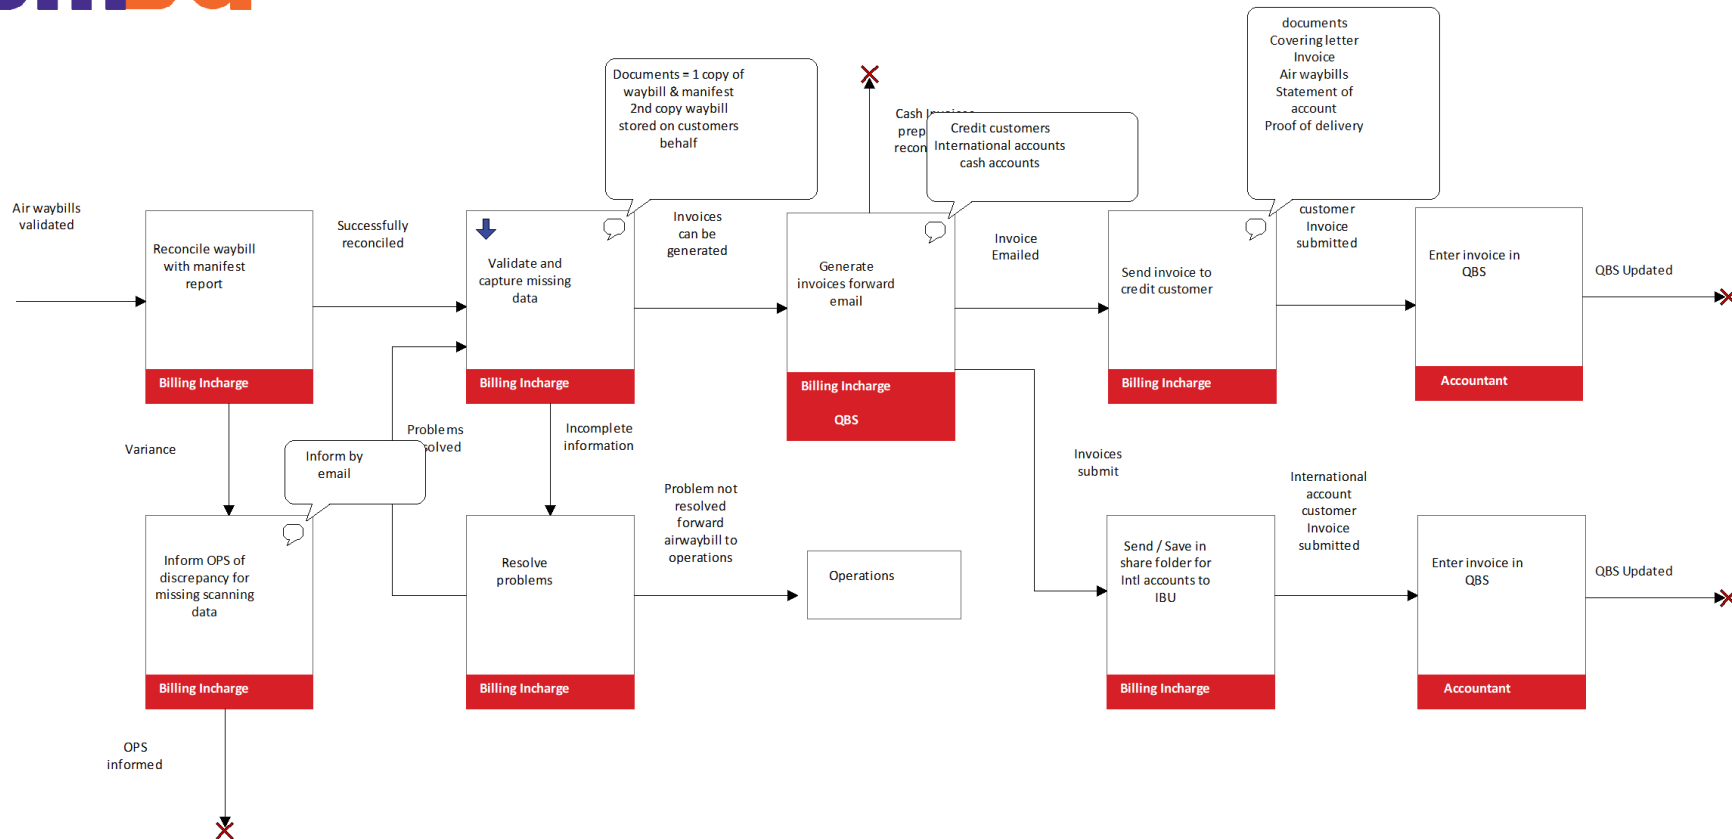 documents
Covering letter
Invoice
Air waybills
Statement of
account
Proof of delivery
Documents = 1 copy of
waybill & manifest
2nd copy waybill
stored on customers
behalf
Cash
Credit customers
International accounts
cash accounts
Air waybills
validated
Successfully
reconciled
Invoices
can be
generated
Invoice
Emailed
customer
Invoice
submitted
Reconcile waybill
with manifest
report
Billing Incharge
Validate and
capture missing
data
Billing Incharge
Generate
invoices forward
email
Billing Incharge
QBS
Send invoice to
credit customer
Billing Incharge
Enter invoice in
QBS
Accountant
QBS Updated
Variance
Inform by
email
Problems
Incomplete
information
Problem not
resolved
forward
airwaybill to
operations
Invoices
submit
International
account
customer
Invoice
submitted
Inform OPS of
discrepancy for
missing scanning
data
Billing Incharge
Resolve
problems
Billing Incharge
Operations
Send / Save in
share folder for
Intl accounts to
IBU
Billing Incharge
Enter invoice in
QBS
Accountant
QBS Updated
OPS
informed